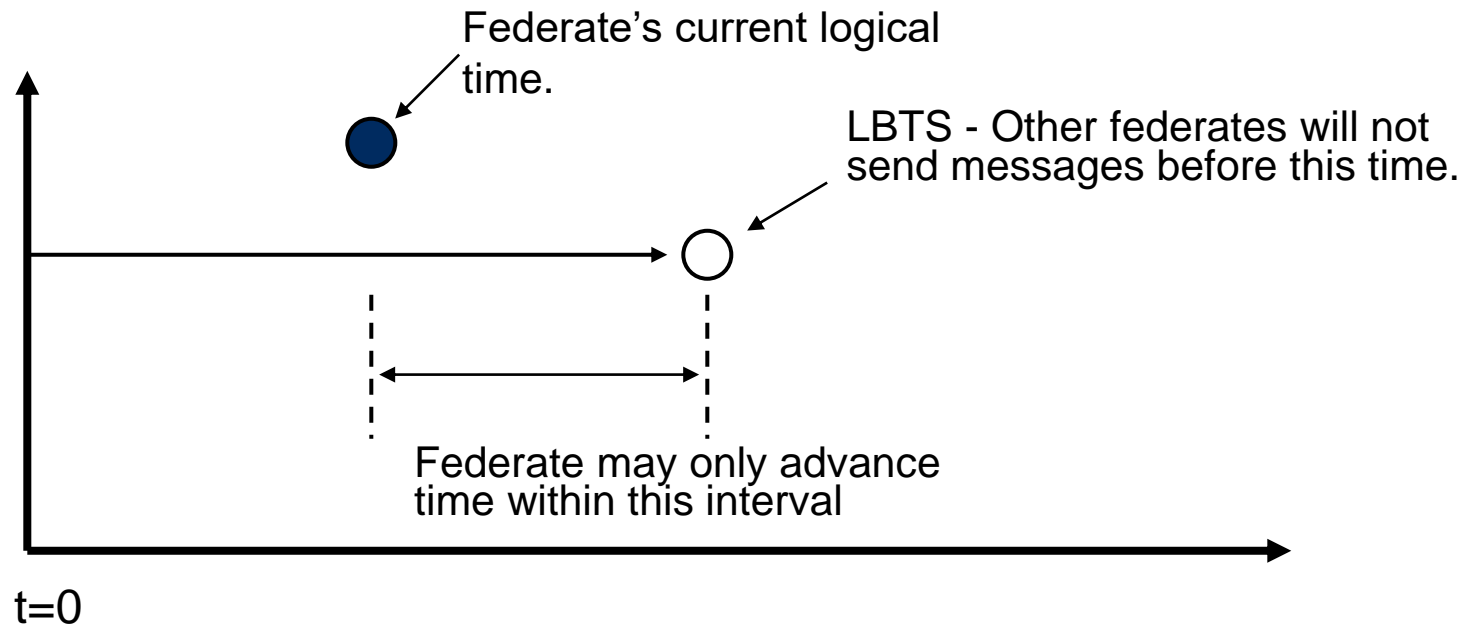 Federate’s current logical
time.
LBTS - Other federates will not
send messages before this time.
Federate may only advance
time within this interval
t=0